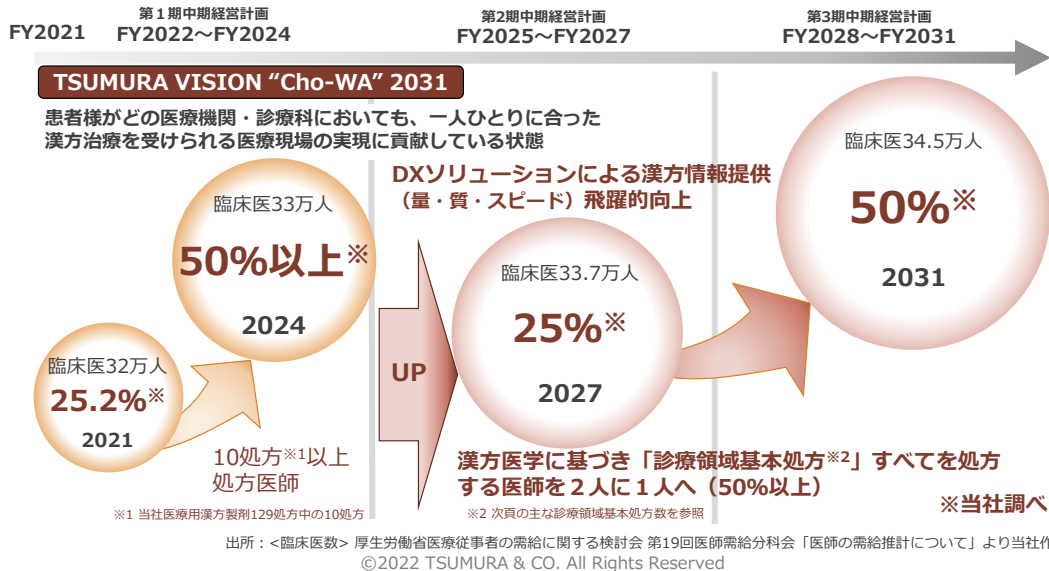 FY2021
第1期中期経営計画
FY2022～FY2024
第2期中期経営計画
FY2025～FY2027
第3期中期経営計画
FY2028～FY2031
TSUMURA VISION “Cho-WA” 2031
患者様がどの医療機関・診療科においても、一人ひとりに合った
漢方治療を受けられる医療現場の実現に貢献している状態
臨床医32万人
25.2%※
2021
臨床医33万人
50%以上※
2024
10処方※1以上
処方医師
※1 当社医療用漢方製剤129処方中の10処方
UP
DXソリューションによる漢方情報提供
（量・質・スピード）飛躍的向上
臨床医33.7万人
25%※
2027
漢方医学に基づき「診療領域基本処方※2」すべてを処方
する医師を２人に１人へ（50%以上）
※2 次頁の主な診療領域基本処方数を参照
臨床医34.5万人
50%※
2031
※当社調べ
出所：<臨床医数> 厚生労働省医療従事者の需給に関する検討会 第19回医師需給分科会「医師の需給推計について」より当社作
©2022 TSUMURA & CO. All Rights Reserved